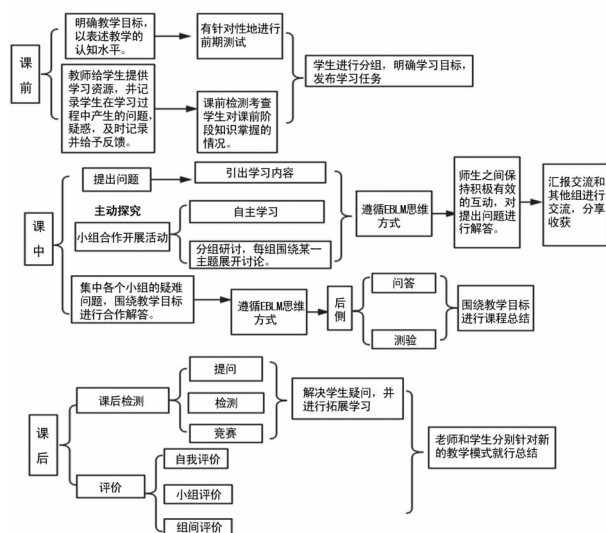 课前
明确教学目标,
以表述教学的
认知水平。
有针对性地进行
前期测试
教师给学生提供
学习资源,并记
录学生在学习过
程中产生的问题,
疑惑,及时记录
并给予反馈。
课前检测考查
学生对课前阶
段知识掌握的
情况。
学生进行分组,明确学习目标,
发布学习任务
课中
提出问题
引出学习内容
主动探究
小组合作开展活动
自主学习
分组研讨,每组围绕某一
主题展开讨论。
遵循EBLM思维
方式
师生之间保
持积极有效
的互动,对
提出问题进
行解答。
汇报交流和
其他组进行
交流,分享
收获
集中各个小组的疑难
问题,围绕教学目标
进行合作解答。
遵循EBLM思维
方式
后侧
问答
测验
围绕教学目标
进行课程总结
课后
课后检测
提问
检测
竞赛
解决学生疑问,并
进行拓展学习
评价
自我评价
小组评价
组间评价
老师和学生分别针对新
的教学模式就行总结